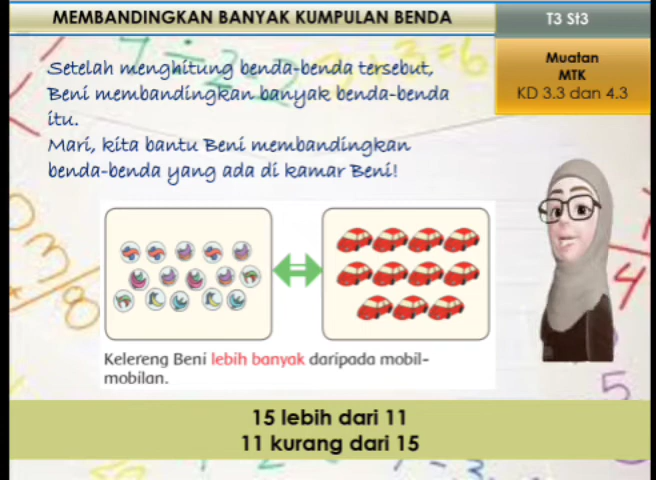 MEMBANDINGKAN BANYAK KUMPULAN BENDA
T3 St3
Muatan
MTK
KD 3.3 dan 4.3
Setelah menghitung benda-benda tersebut,
Beni membandingkan banyak benda-benda
itu.
Mari, kita bantu Beni membandingkan
benda-benda yang ada di kamar Beni!
Kelereng Beni lebih banyak daripada mobil-
mobilan.
15 lebih dari 11
11 kurang dari 15